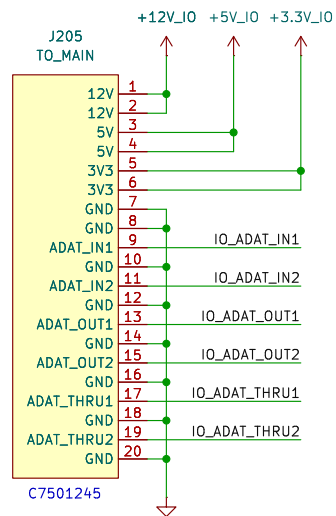 +12V_IO +5V_IO +3.3V_IO
J205
TO_MAIN
12V 1
12V 2
5V 3
5V 4
3V3 5
3V3 6
GND 7
GND 8
ADAT_IN1 9 IO_ADAT_IN1
GND 10
ADAT_IN2 11 IO_ADAT_IN2
GND 12
ADAT_OUT1 13 IO_ADAT_OUT1
GND 14
ADAT_OUT2 15 IO_ADAT_OUT2
GND 16
ADAT_THRU1 17 IO_ADAT_THRU1
GND 18
ADAT_THRU2 19 IO_ADAT_THRU2
GND 20
C7501245